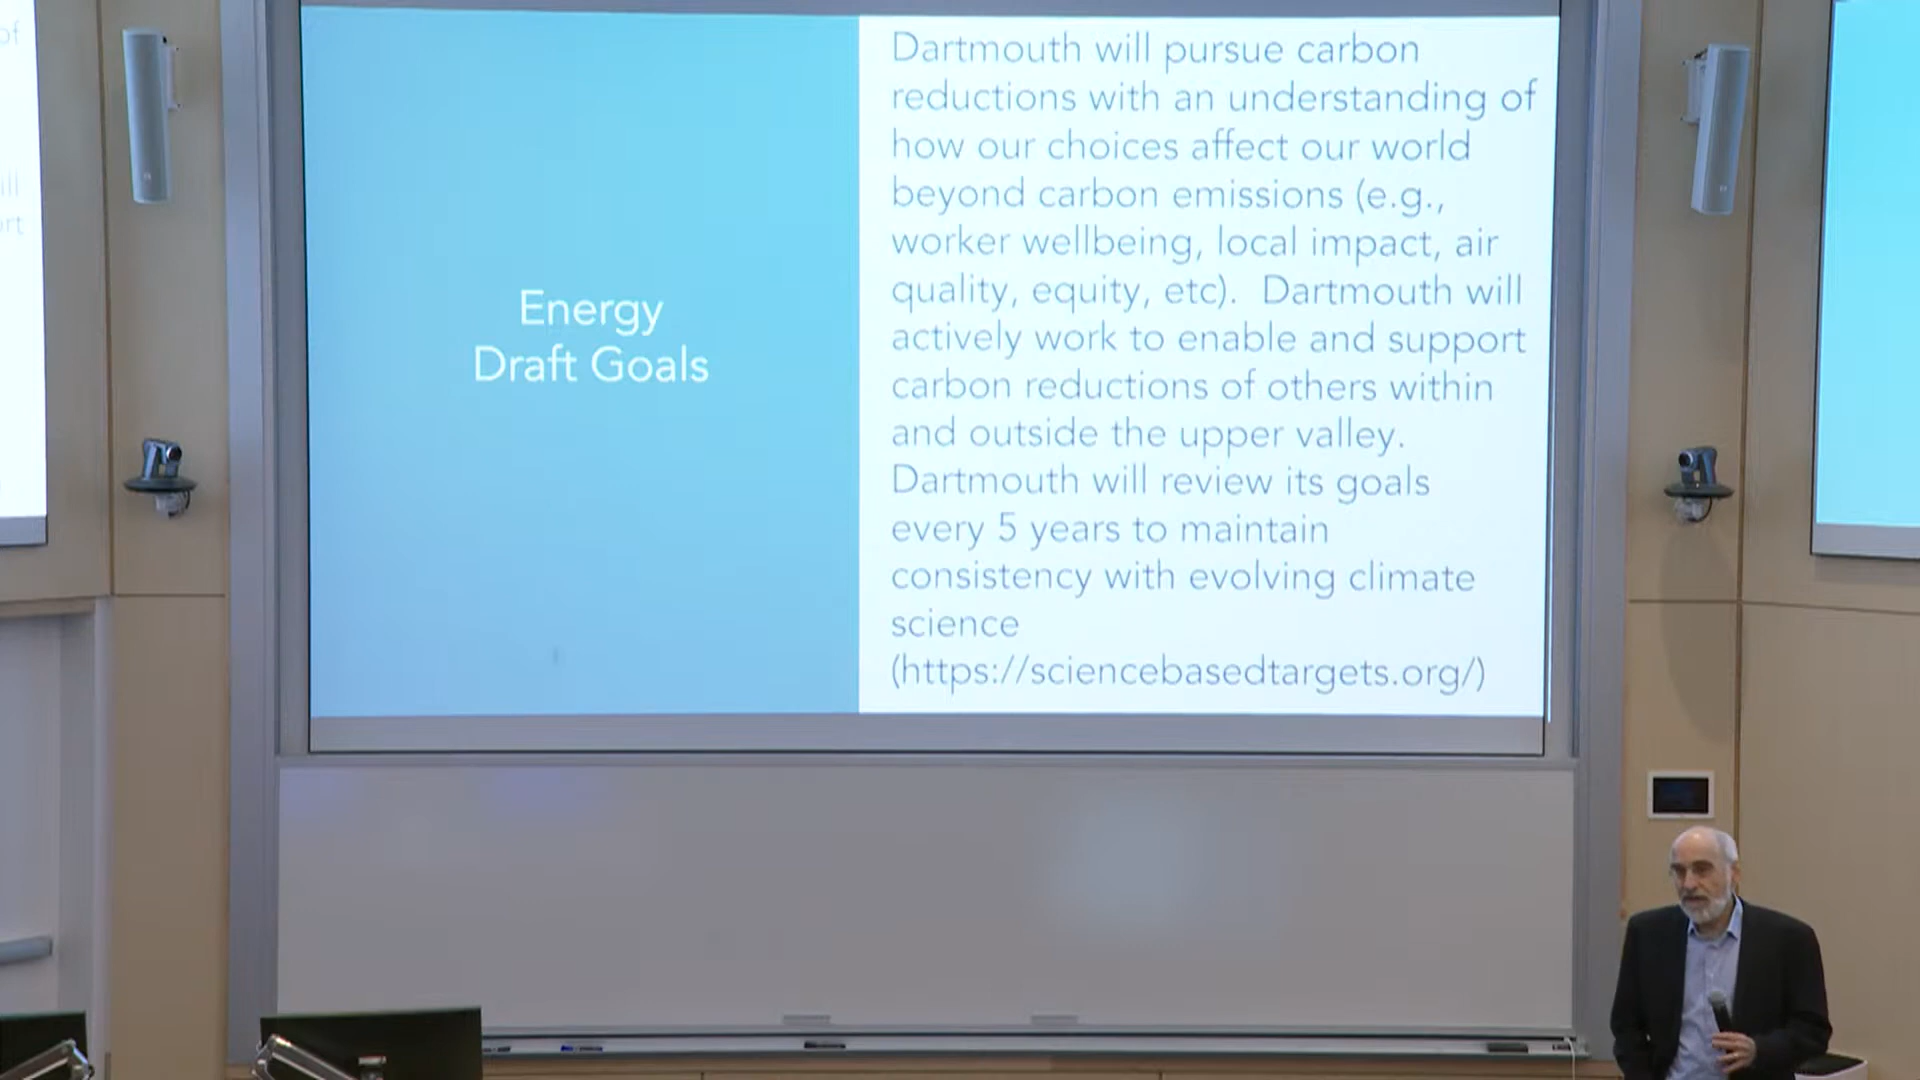 of
ill
ort
Energy
Draft Goals
Dartmouth will pursue carbon
reductions with an understanding of
how our choices affect our world
beyond carbon emissions (e.g.,
worker wellbeing, local impact, air
quality, equity, etc).  Dartmouth will
actively work to enable and support
carbon reductions of others within
and outside the upper valley.
Dartmouth will review its goals
every 5 years to maintain
consistency with evolving climate
science
(https://sciencebasedtargets.org/)